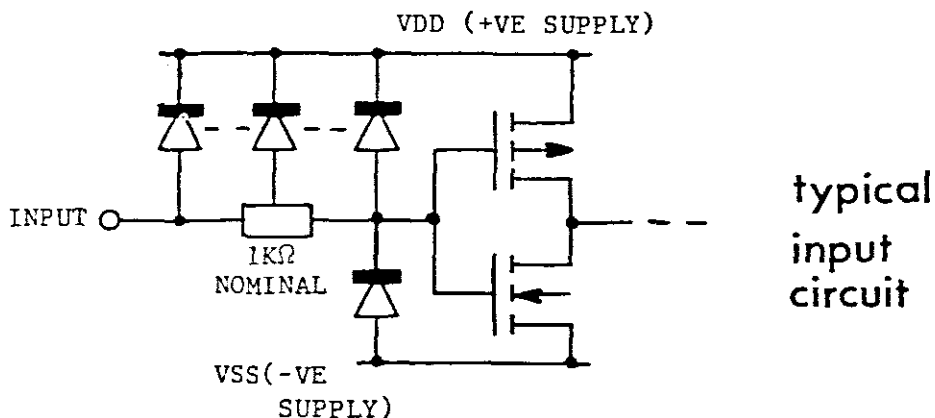 VDD (+VE SUPPLY)
INPUT
1KΩ
NOMINAL
VSS(-VE
SUPPLY)
typical
input
circuit